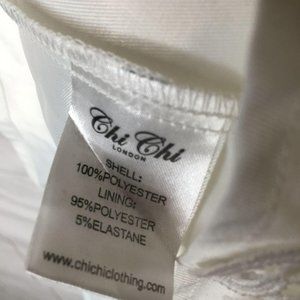 Chi Chi
LONDON
SHELL:
100%POLYESTER
LINING:
95%POLYESTER
5%ELASTANE
www.chichiclothing.com